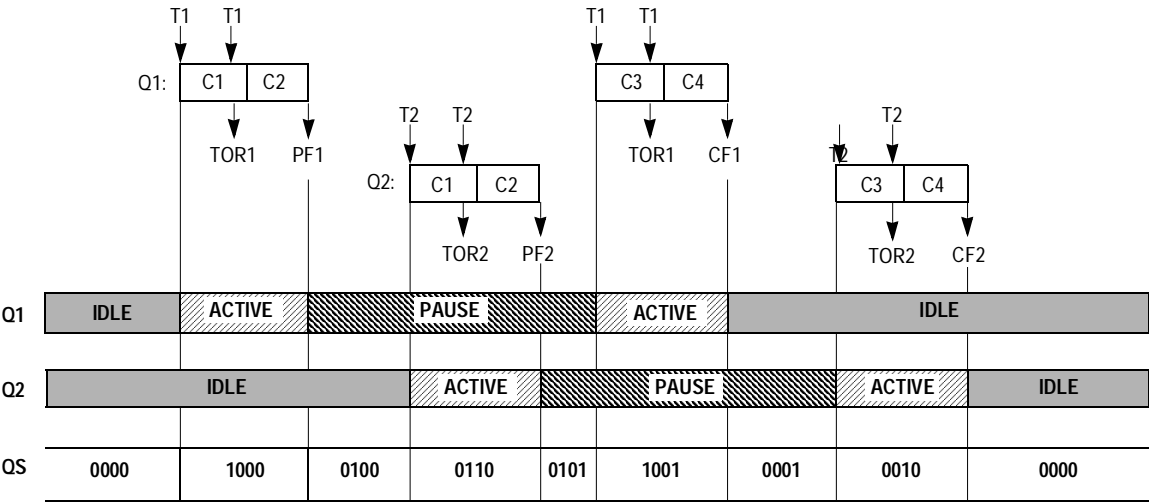 T1 T1 T1 T1
Q1: C1 C2 C3 C4
T2 T2 T2
TOR1 PF1 TOR1 CF1 T2
Q2: C1 C2 C3 C4
TOR2 PF2 TOR2 CF2
Q1 IDLE ACTIVE PAUSE ACTIVE IDLE
Q2 IDLE ACTIVE PAUSE ACTIVE IDLE
QS 0000 1000 0100 0110 0101 1001 0001 0010 0000